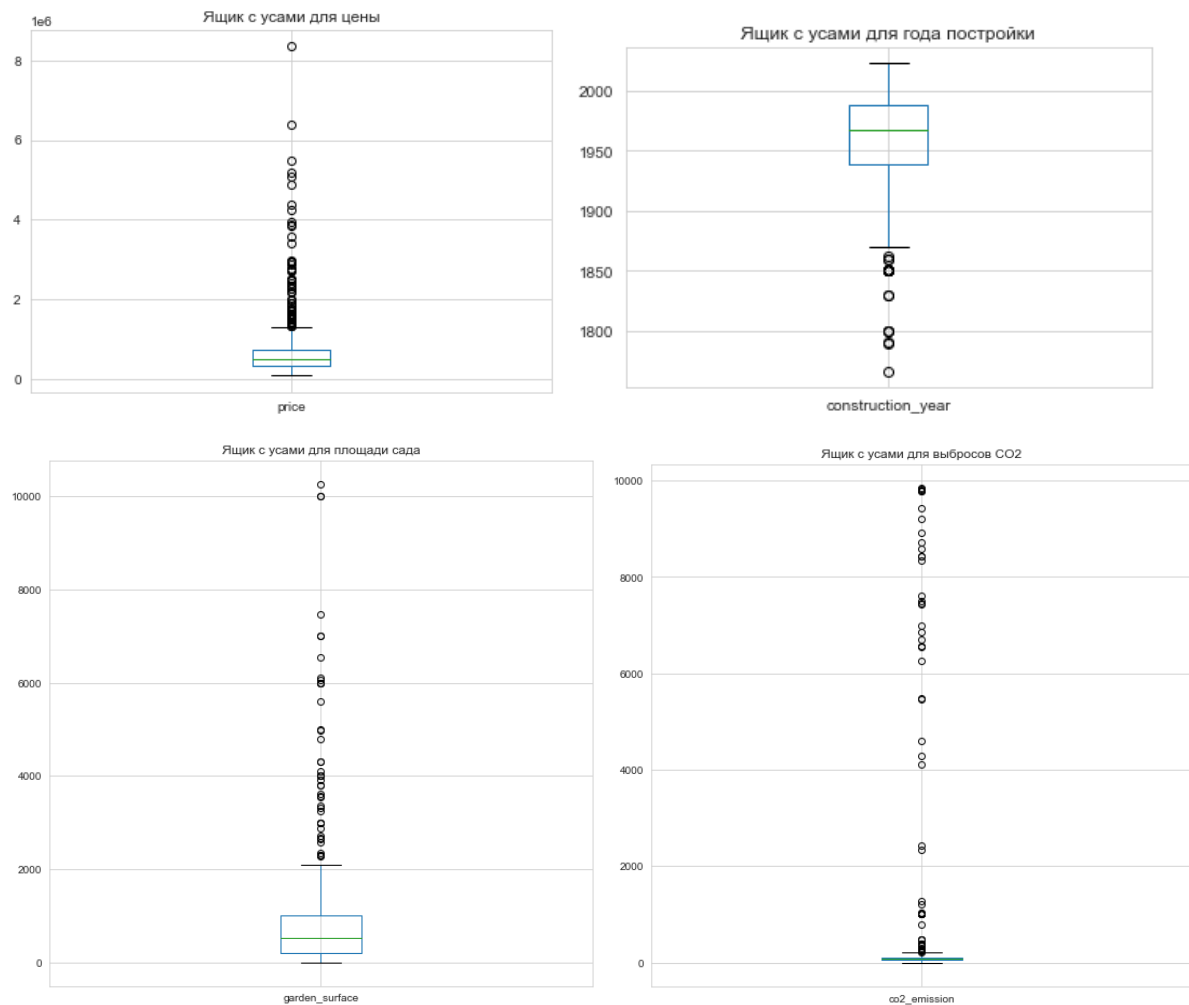 Ящик с усами для цены
1e6
8
6
4
2
0
price
Ящик с усами для года постройки
2000
1950
1900
1850
1800
construction_year
Ящик с усами для площади сада
10000
8000
6000
4000
2000
0
garden_surface
Ящик с усами для выбросов CO2
10000
8000
6000
4000
2000
0
co2_emission